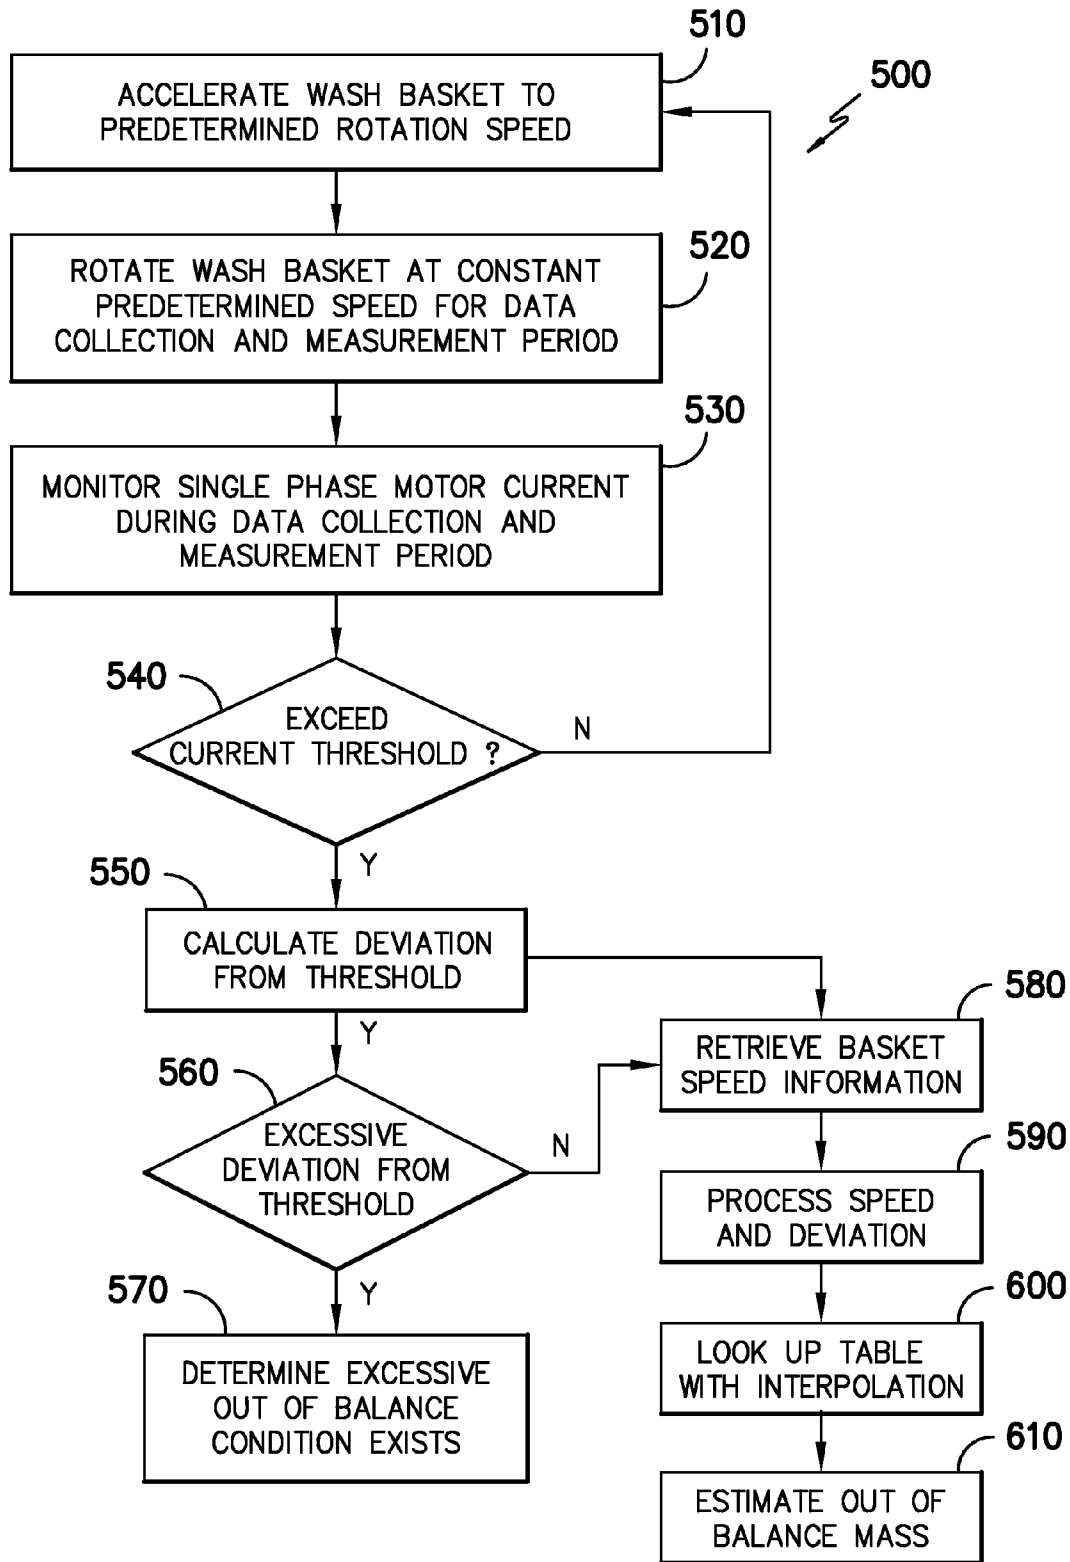 510
500
ACCELERATE WASH BASKET TO
PREDETERMINED ROTATION SPEED
520
ROTATE WASH BASKET AT CONSTANT
PREDETERMINED SPEED FOR DATA
COLLECTION AND MEASUREMENT PERIOD
530
MONITOR SINGLE PHASE MOTOR CURRENT
DURING DATA COLLECTION AND
MEASUREMENT PERIOD
540
EXCEED
CURRENT THRESHOLD ?
N
Y
550
CALCULATE DEVIATION
FROM THRESHOLD
Y
560
EXCESSIVE
DEVIATION FROM
THRESHOLD
N
Y
570
DETERMINE EXCESSIVE
OUT OF BALANCE
CONDITION EXISTS
580
RETRIEVE BASKET
SPEED INFORMATION
590
PROCESS SPEED
AND DEVIATION
600
LOOK UP TABLE
WITH INTERPOLATION
610
ESTIMATE OUT OF
BALANCE MASS